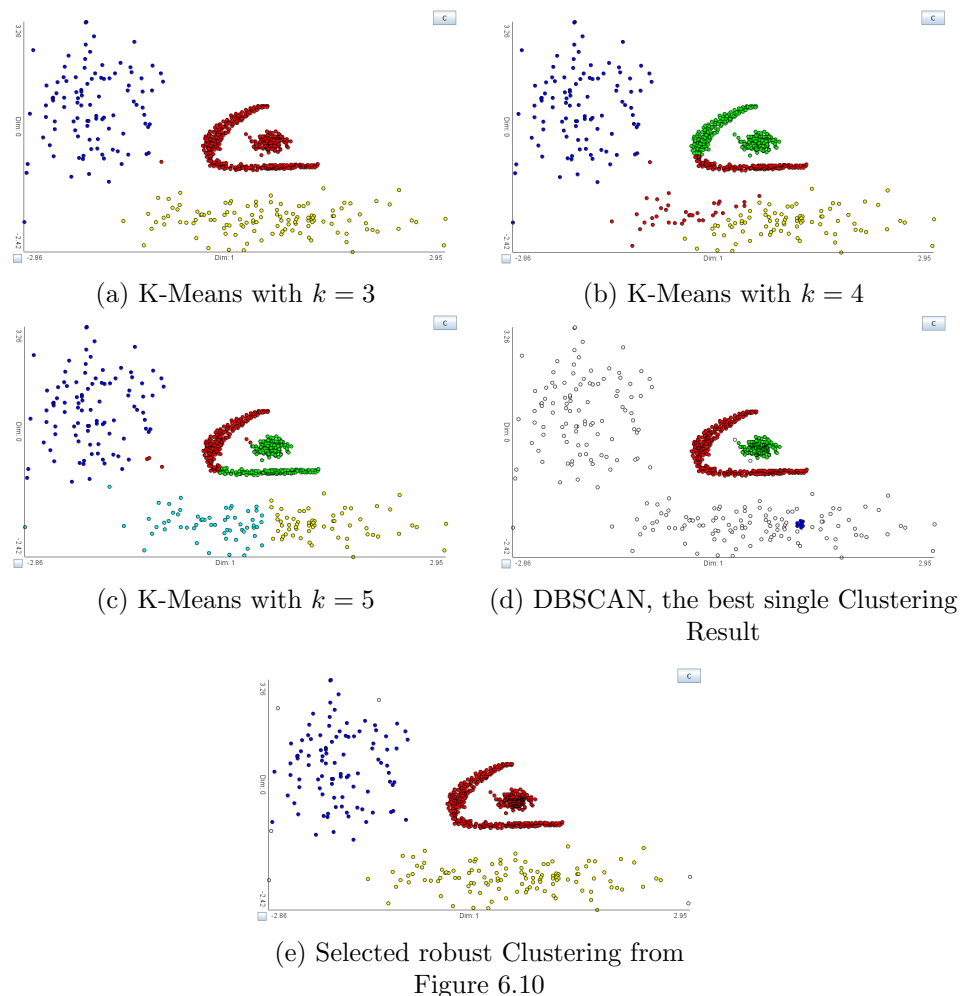 C
C
3.26
3.26
Dim: 0
Dim: 0
-2.42
-2.42
-2.86
Dim: 1
2.95
-2.86
Dim: 1
2.95
(a) K-Means with k = 3
(b) K-Means with k = 4
C
C
3.26
3.26
Dim: 0
Dim: 0
-2.42
-2.42
-2.86
Dim: 1
2.95
-2.86
Dim: 1
2.95
(c) K-Means with k = 5
(d) DBSCAN, the best single Clustering
Result
C
3.26
Dim: 0
-2.42
-2.86
Dim: 1
2.95
(e) Selected robust Clustering from
Figure 6.10